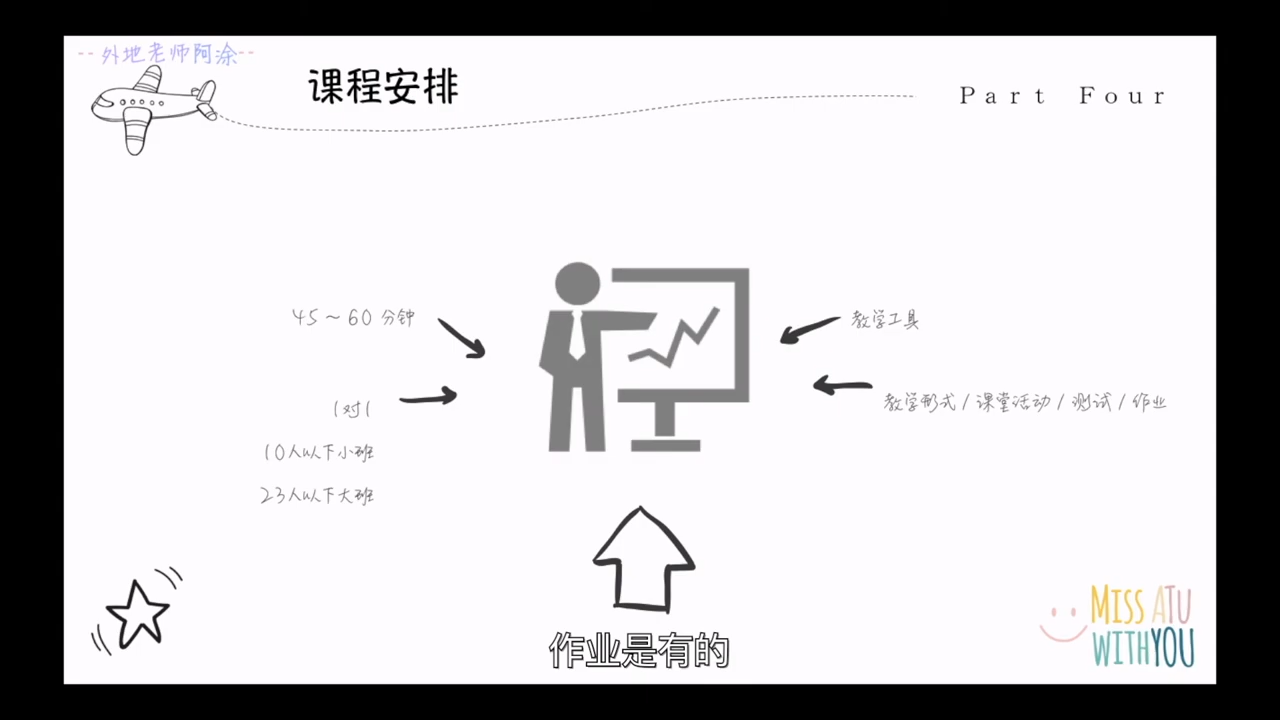 --外地老师阿涂--
课程安排
Part Four
45~60 分钟
教学工具
1对1
教学形式/课堂活动/测试/作业
10人以下小班
23人以下大班
作业是有的
MISS ATU
WITHYOU